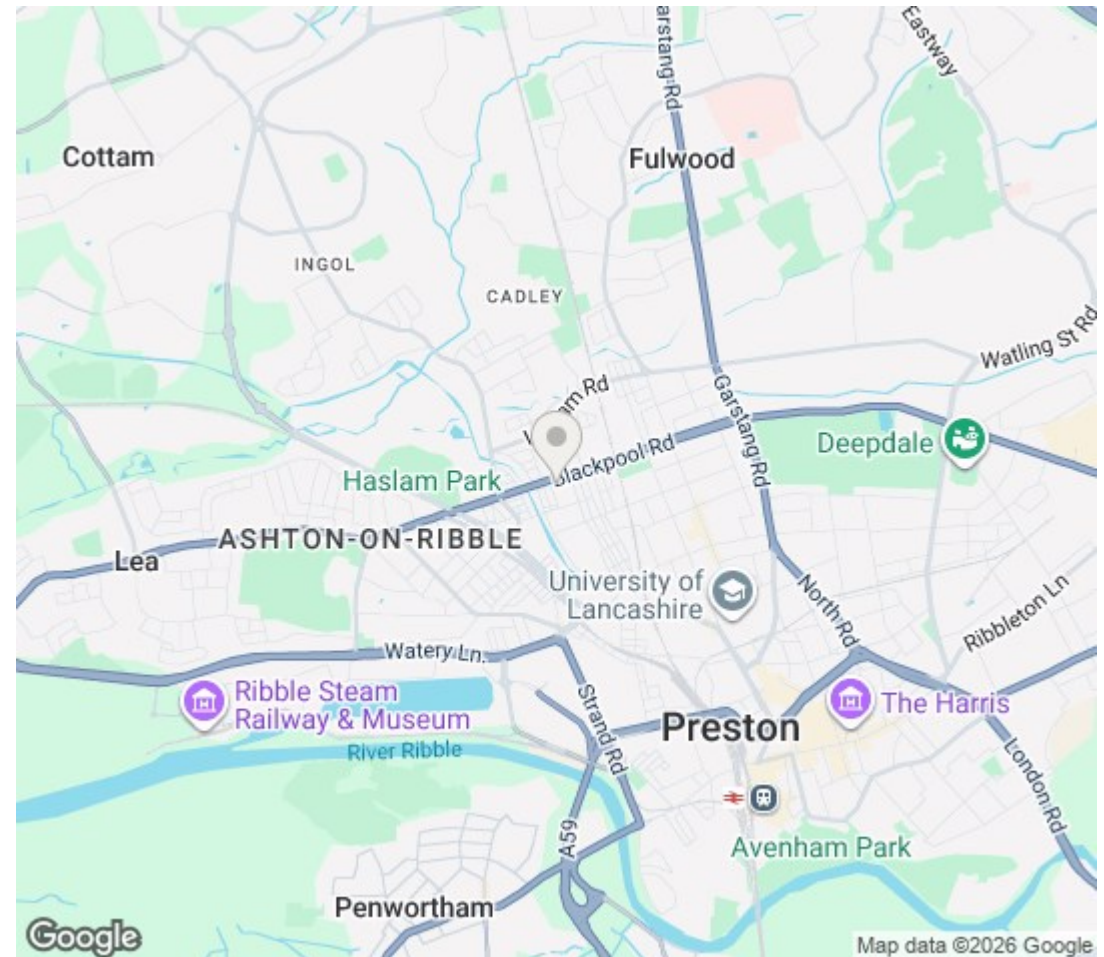 Eastway
Garstang Rd
Cottam
Fulwood
INGOL
CADLEY
Watling St Rd
Garstang Rd
Blackpool Rd
Deepdale
Haslam Park
ASHTON-ON-RIBBLE
Lea
University of
Lancashire
North Rd
Ribbleton Ln
Watery Ln.
Ribble Steam
Railway & Museum
Strand Rd
The Harris
Preston
River Ribble
London Rd
A59
Avenham Park
Penwortham
Google
Map data ©2026 Google